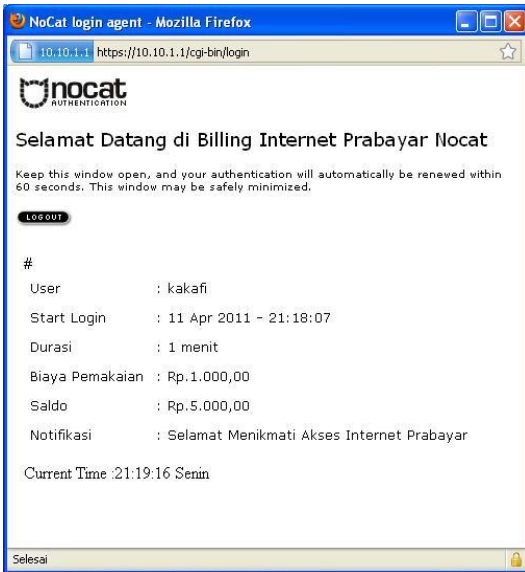 NoCat login agent - Mozilla Firefox
10.10.1.1 https://10.10.1.1/cgi-bin/login
nocat
AUTHENTICATION
Selamat Datang di Billing Internet Prabayar Nocat
Keep this window open, and your authentication will automatically be renewed within
60 seconds. This window may be safely minimized.
LOGOUT
#
User : kakafi
Start Login : 11 Apr 2011 - 21:18:07
Durasi : 1 menit
Biaya Pemakaian : Rp.1.000,00
Saldo : Rp.5.000,00
Notifikasi : Selamat Menikmati Akses Internet Prabayar
Current Time :21:19:16 Senin
Selesai